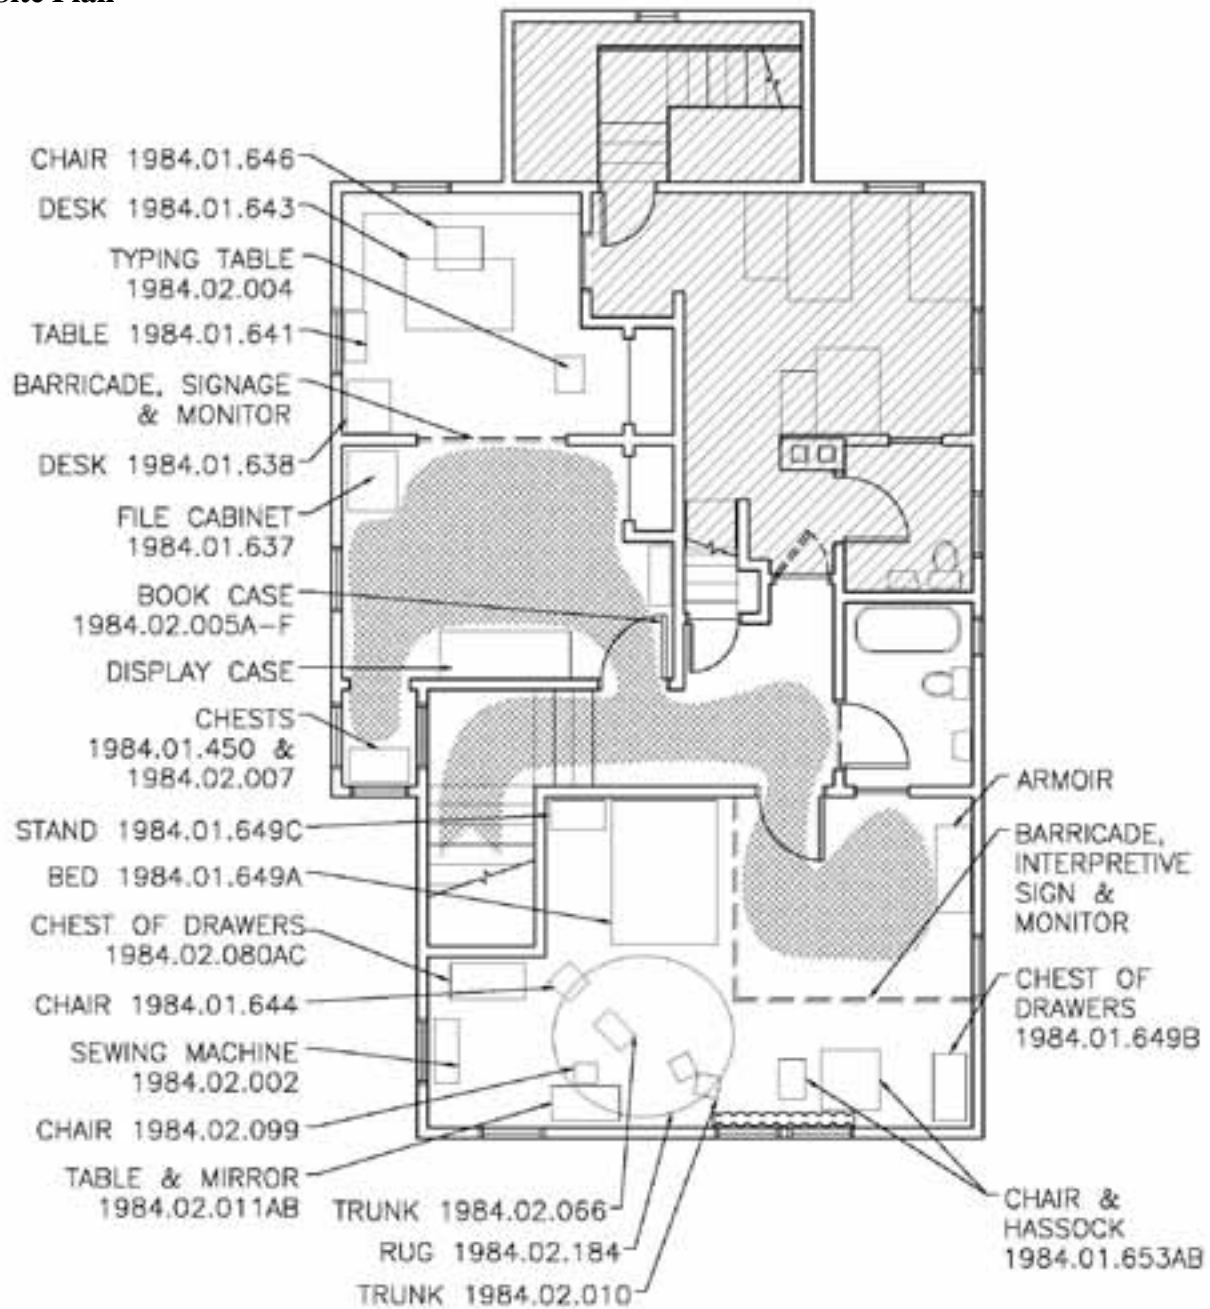 Site Plan
CHAIR 1984.01.646
DESK 1984.01.643
TYPING TABLE
1984.02.004
TABLE 1984.01.641
BARRICADE, SIGNAGE
& MONITOR
DESK 1984.01.638
FILE CABINET
1984.01.637
BOOK CASE
1984.02.005A-F
DISPLAY CASE
CHESTS
1984.01.450 &
1984.02.007
STAND 1984.01.649C
BED 1984.01.649A
CHEST OF DRAWERS
1984.02.080AC
CHAIR 1984.01.644
SEWING MACHINE
1984.02.002
CHAIR 1984.02.099
TABLE & MIRROR
1984.02.011AB
TRUNK 1984.02.066
RUG 1984.02.184
TRUNK 1984.02.010
ARMOIR
BARRICADE,
INTERPRETIVE
SIGN &
MONITOR
CHEST OF
DRAWERS
1984.01.649B
CHAIR &
HASSOCK
1984.01.653AB